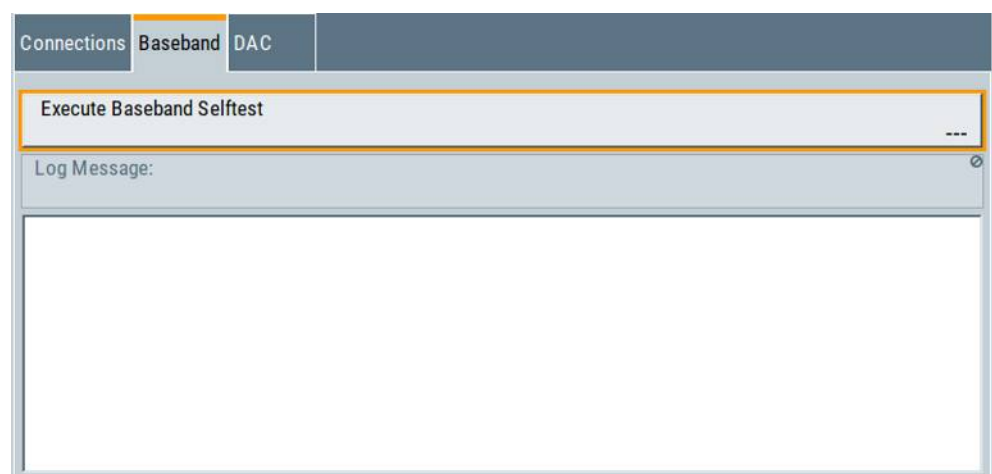 Connections Baseband DAC
Execute Baseband Selftest
---
Log Message: